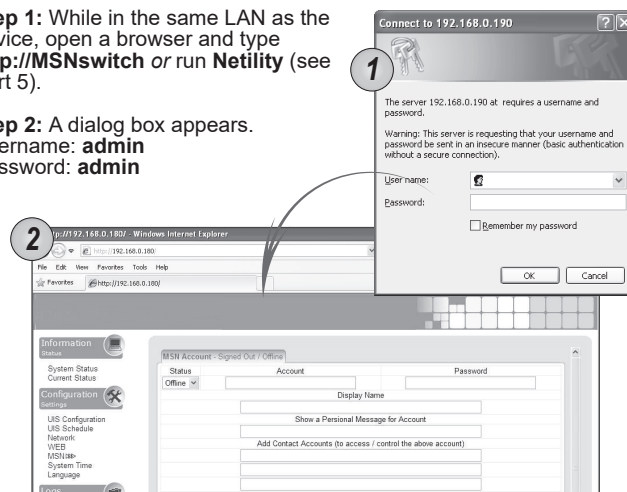 ep 1: While in the same LAN as the
vice, open a browser and type
p://MSNswitch or run Netility (see
rt 5).
ep 2: A dialog box appears.
ername: admin
ssword: admin
1
Connect to 192.168.0.190
The server 192.168.0.190 at requires a username and
password.
Warning: This server is requesting that your username and
password be sent in an insecure manner (basic authentication
without a secure connection).
User name:
Password:
Remember my password
OK Cancel
2
tp://192.168.0.180/ - Windows Internet Explorer
http://192.168.0.180/
File Edit View Favorites Tools Help
Favorites http://192.168.0.180/
Information
Status
System Status
Current Status
Configuration
Settings
UIS Configuration
UIS Schedule
Network
WEB
MSN
System Time
Language
Logs
MSN Account - Signed Out / Offline
Status Account Password
Offline
Display Name
Show a Persional Message for Account
Add Contact Accounts (to access / control the above account)